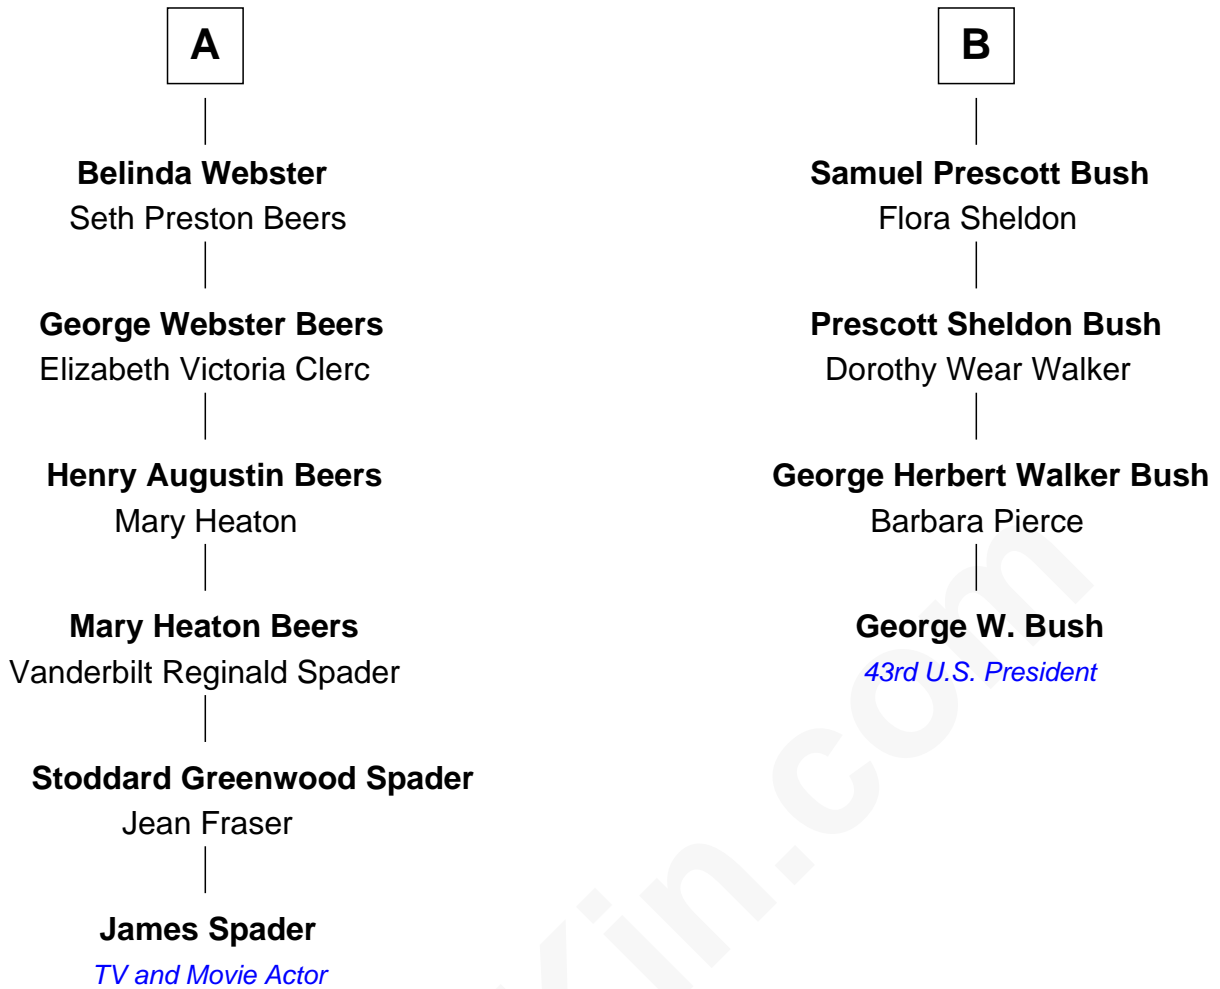 A
Belinda Webster
Seth Preston Beers
George Webster Beers
Elizabeth Victoria Clerc
Henry Augustin Beers
Mary Heaton
Mary Heaton Beers
Vanderbilt Reginald Spader
Stoddard Greenwood Spader
Jean Fraser
James Spader
TV and Movie Actor
B
Samuel Prescott Bush
Flora Sheldon
Prescott Sheldon Bush
Dorothy Wear Walker
George Herbert Walker Bush
Barbara Pierce
George W. Bush
43rd U.S. President
Kin.com